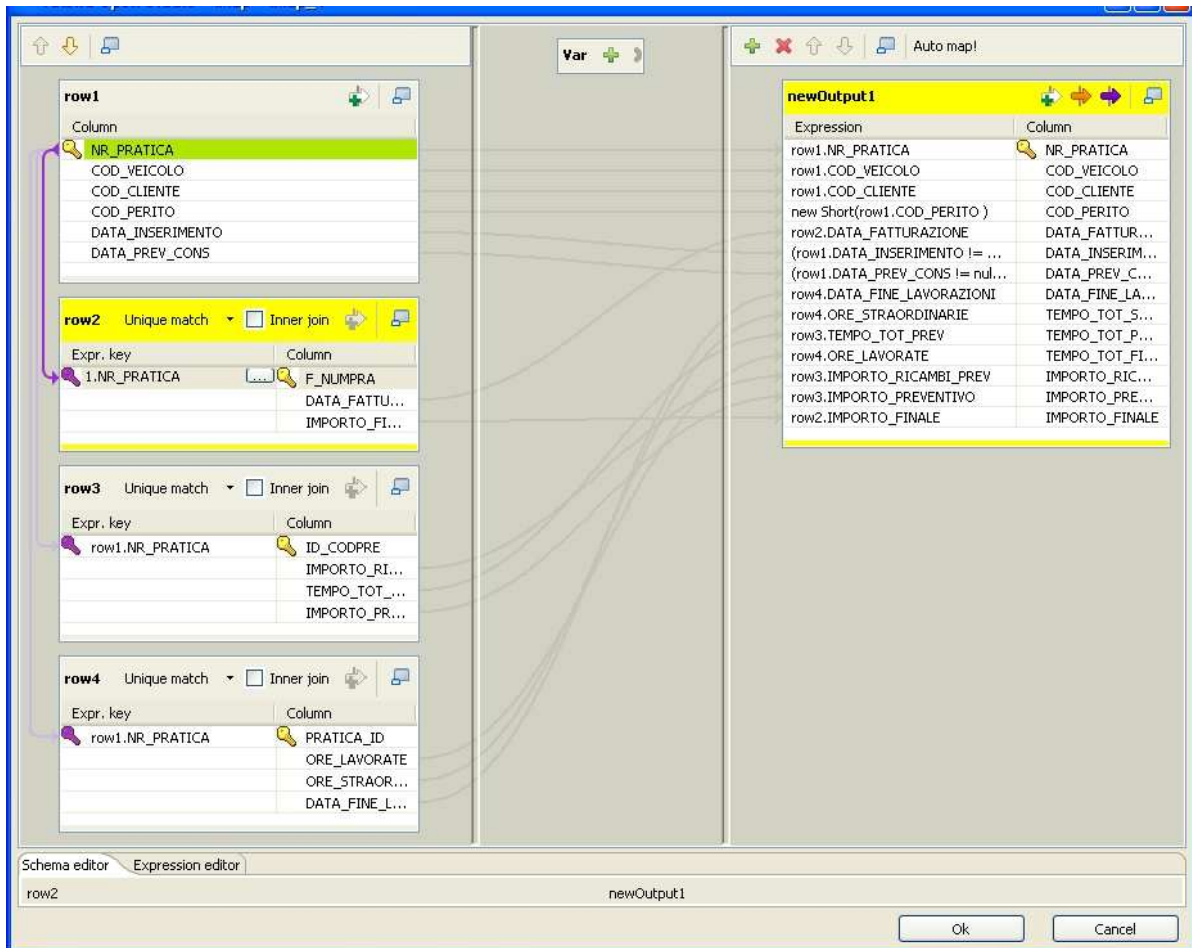 Var
Auto map!
row1
Column
NR_PRATICA
COD_VEICOLO
COD_CLIENTE
COD_PERITO
DATA_INSERIMENTO
DATA_PREV_CONS
row2 Unique match Inner join
Expr. key Column
1.NR_PRATICA ... F_NUMPRA
DATA_FATTU...
IMPORTO_FI...
row3 Unique match Inner join
Expr. key Column
row1.NR_PRATICA ID_CODPRE
IMPORTO_RI...
TEMPO_TOT_...
IMPORTO_PR...
row4 Unique match Inner join
Expr. key Column
row1.NR_PRATICA PRATICA_ID
ORE_LAVORATE
ORE_STRAOR...
DATA_FINE_L...
newOutput1
Expression Column
row1.NR_PRATICA NR_PRATICA
row1.COD_VEICOLO COD_VEICOLO
row1.COD_CLIENTE COD_CLIENTE
new Short(row1.COD_PERITO ) COD_PERITO
row2.DATA_FATTURAZIONE DATA_FATTUR...
(row1.DATA_INSERIMENTO != ... DATA_INSERIM...
(row1.DATA_PREV_CONS != nul... DATA_PREV_C...
row4.DATA_FINE_LAVORAZIONI DATA_FINE_LA...
row4.ORE_STRAORDINARIE TEMPO_TOT_S...
row3.TEMPO_TOT_PREV TEMPO_TOT_P...
row4.ORE_LAVORATE TEMPO_TOT_FI...
row3.IMPORTO_RICAMBI_PREV IMPORTO_RIC...
row3.IMPORTO_PREVENTIVO IMPORTO_PRE...
row2.IMPORTO_FINALE IMPORTO_FINALE
Schema editor Expression editor
row2 newOutput1
Ok Cancel